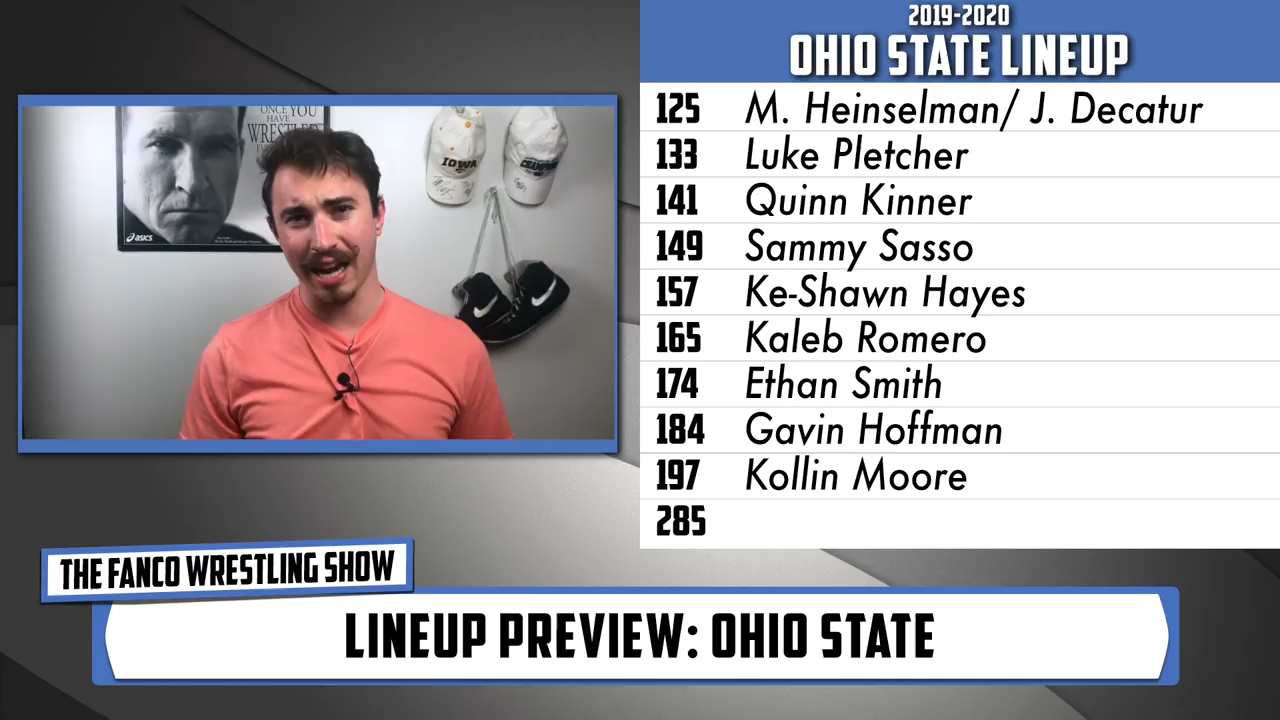 2019-2020
OHIO STATE LINEUP
125 M. Heinselman/ J. Decatur
133 Luke Pletcher
141 Quinn Kinner
149 Sammy Sasso
157 Ke-Shawn Hayes
165 Kaleb Romero
174 Ethan Smith
184 Gavin Hoffman
197 Kollin Moore
285
ONCE YOU
HAVE
WRESTLED
asics
IOWA
THE FANCO WRESTLING SHOW
LINEUP PREVIEW: OHIO STATE